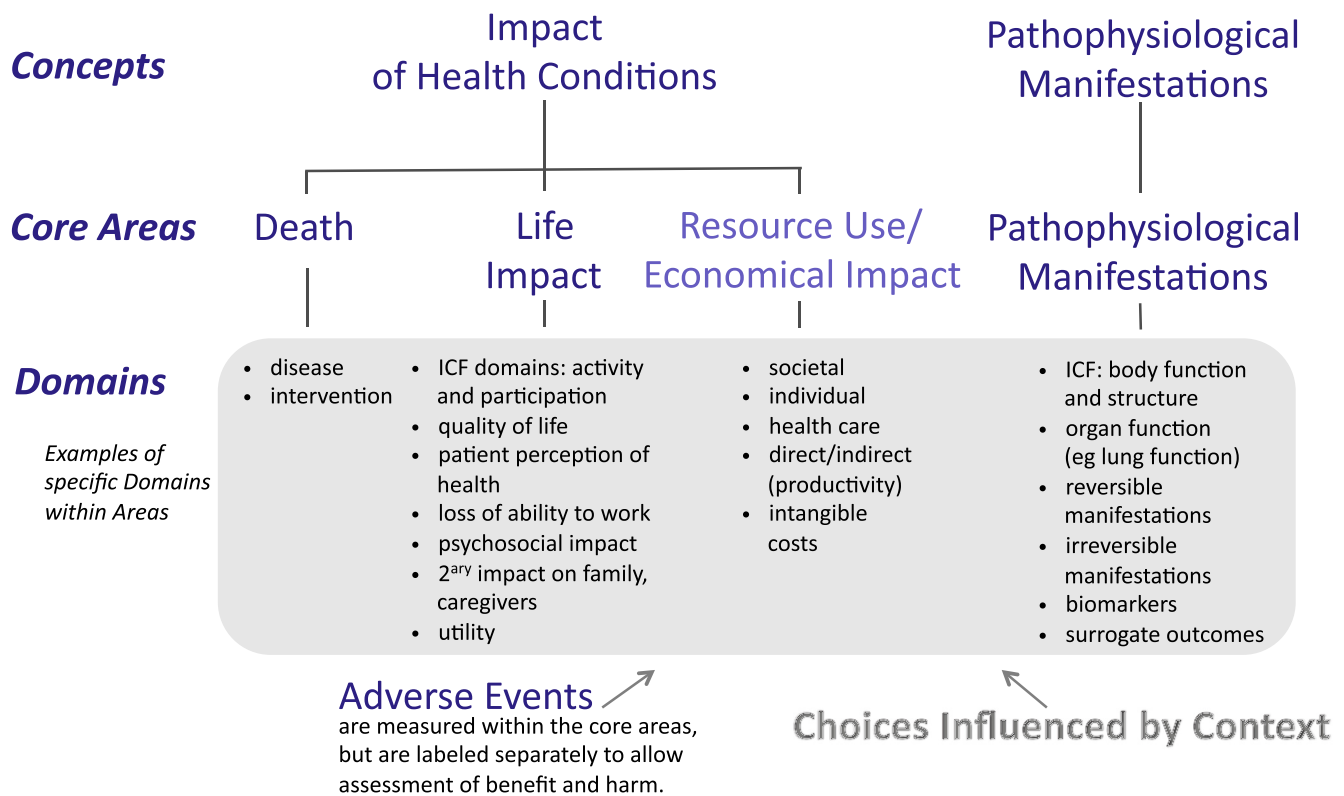 Concepts
Impact
of Health Conditions
Pathophysiological
Manifestations
Core Areas
Death
Life
Impact
Resource Use/
Economical Impact
Pathophysiological
Manifestations
Domains
Examples of
specific Domains
within Areas
• disease
• intervention
• ICF domains: activity
and participation
• quality of life
• patient perception of
health
• loss of ability to work
• psychosocial impact
• 2ary impact on family,
caregivers
• utility
• societal
• individual
• health care
• direct/indirect
(productivity)
• intangible
costs
• ICF: body function
and structure
• organ function
(eg lung function)
• reversible
manifestations
• irreversible
manifestations
• biomarkers
• surrogate outcomes
Adverse Events
are measured within the core areas,
but are labeled separately to allow
assessment of benefit and harm.
Choices Influenced by Context